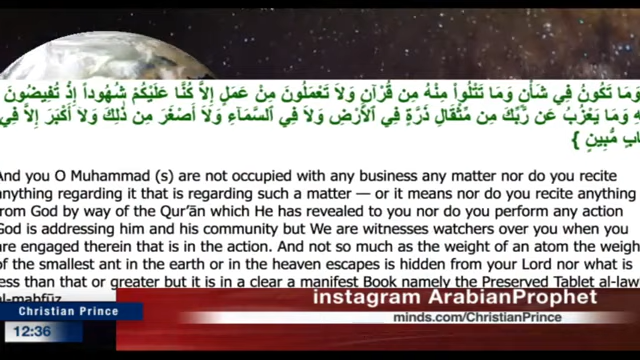 وَمَا تَكُونُ فِي شَأْنٍ وَمَا تَتْلُواْ مِنْهُ مِن قُرْآنٍ وَلاَ تَعْمَلُونَ مِنْ عَمَلٍ إِلاَّ كُنَّا عَلَيْكُمْ شُهُوداً إِذْ تُفِيضُونَ
وَمَا يَعْزُبُ عَن رَّبِّكَ مِن مِّثْقَالِ ذَرَّةٍ فِي ٱلأَرْضِ وَلاَ فِي ٱلسَّمَآءِ وَلاَ أَصْغَرَ مِن ذٰلِكَ وَلاۤ أَكْبَرَ إِلاَّ فِي
مُّبِينٍ }
And you O Muhammad (s) are not occupied with any business any matter nor do you recite
anything regarding it that is regarding such a matter — or it means nor do you recite anything
from God by way of the Qur'ān which He has revealed to you nor do you perform any action
God is addressing him and his community but We are witnesses watchers over you when you
are engaged therein that is in the action. And not so much as the weight of an atom the weigh
of the smallest ant in the earth or in the heaven escapes is hidden from your Lord nor what is
less than that or greater but it is in a clear a manifest Book namely the Preserved Tablet al-law
al-mahfūz
instagram ArabianProphet
Christian Prince
minds.com/ChristianPrince
12:36